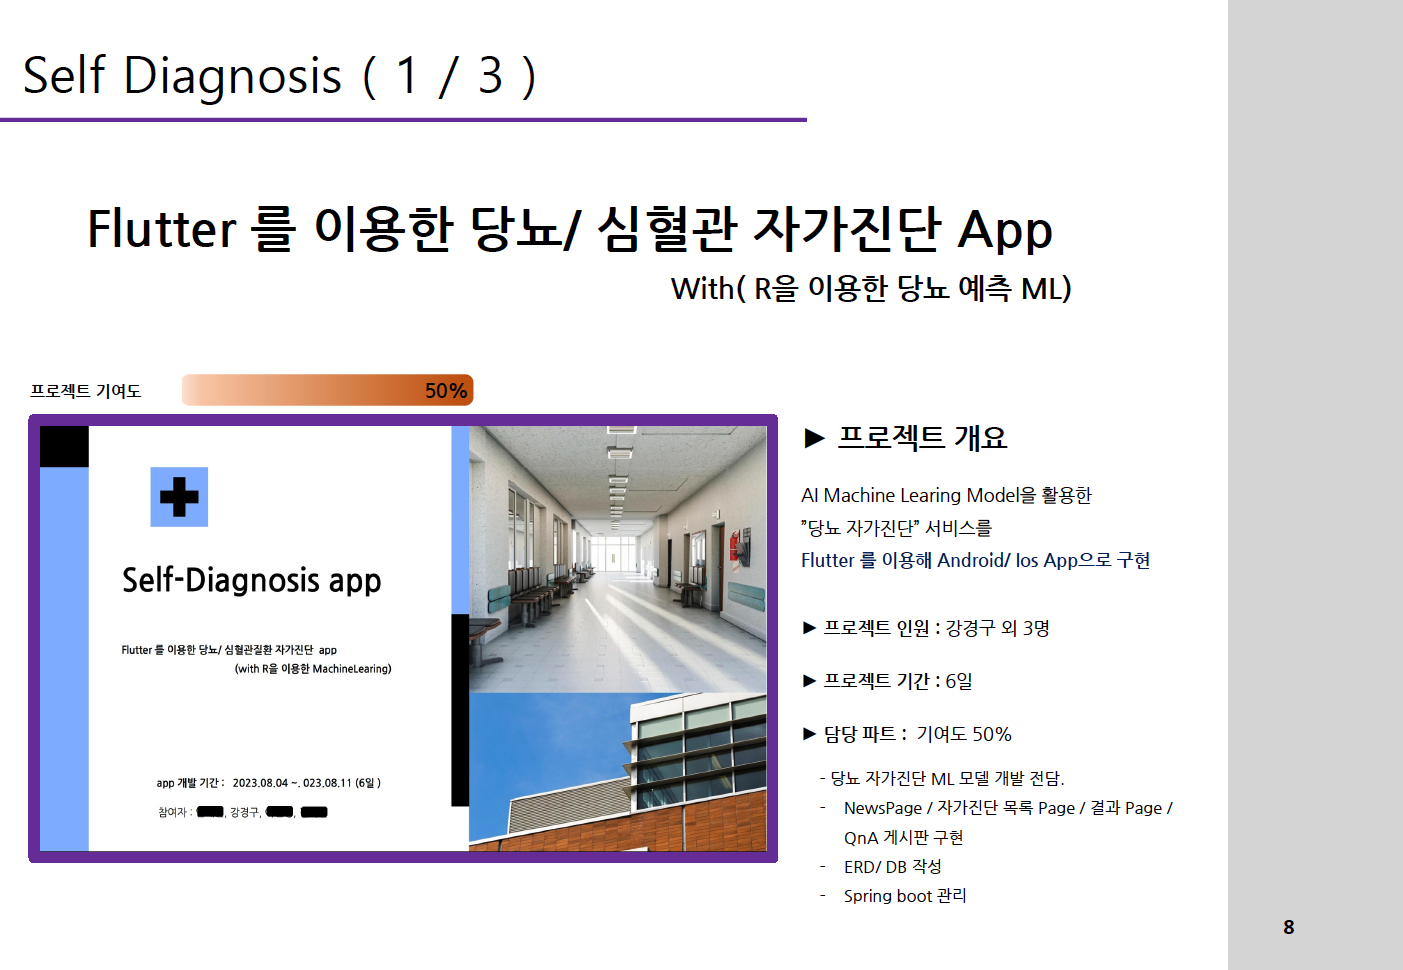 Self Diagnosis ( 1 / 3 )
Flutter 를 이용한 당뇨/ 심혈관 자가진단 App
With( R을 이용한 당뇨 예측 ML)
프로젝트 기여도
50%
Self-Diagnosis app
Flutter 를 이용한 당뇨/ 심혈관질환 자가진단 app
(with R을 이용한 MachineLearing)
app 개발 기간 : 2023.08.04 ~. 023.08.11 (6일 )
참여자 : , 강경구, ,
► 프로젝트 개요
AI Machine Learing Model을 활용한
”당뇨 자가진단” 서비스를
Flutter 를 이용해 Android/ Ios App으로 구현
► 프로젝트 인원 : 강경구 외 3명
► 프로젝트 기간 : 6일
► 담당 파트 : 기여도 50%
- 당뇨 자가진단 ML 모델 개발 전담.
- NewsPage / 자가진단 목록 Page / 결과 Page /
QnA 게시판 구현
- ERD/ DB 작성
- Spring boot 관리
8